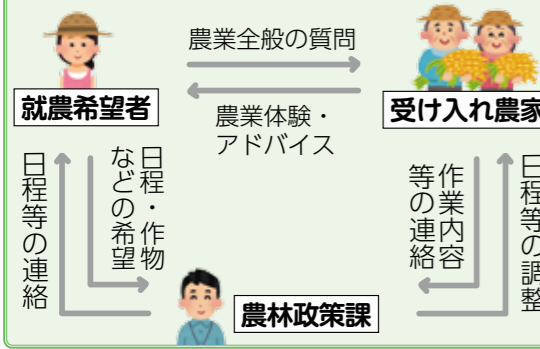 農業全般の質問
就農希望者
受け入れ農家
農業体験・
アドバイス
日程等の連絡
日程・作物
などの希望
作業内容
等の連絡
日程等の調整
農林政策課